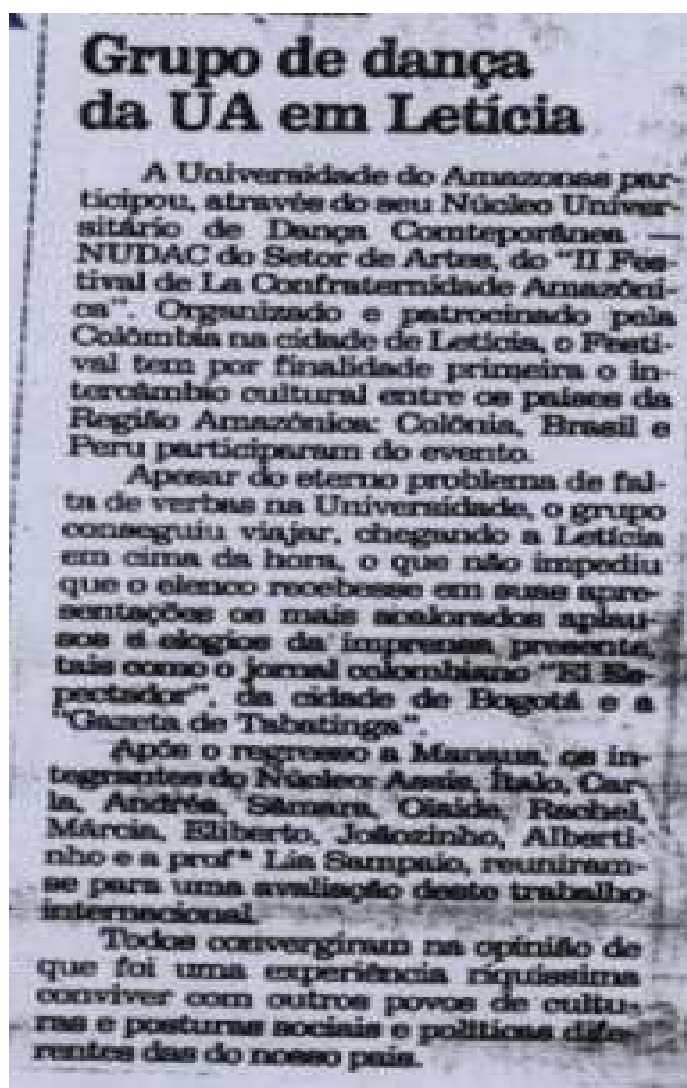 Grupo de dança
da UA em Letícia
A Universidade do Amazonas par-
ticipou, através do seu Núcleo Univer-
sitário de Dança Comteporânea —
NUDAC do Setor de Artes, do "II Fes-
tival de La Confraternidade Amazôni-
ca". Organizado e patrocinado pela
Colômbia na cidade de Letícia, o Festi-
val tem por finalidade primeira o in-
tercâmbio cultural entre os países da
Região Amazônica: Colônia, Brasil e
Peru participaram do evento.
Apesar do eterno problema de fal-
ta de verbas na Universidade, o grupo
conseguiu viajar, chegando a Letícia
em cima da hora, o que não impediu
que o elenco recebesse em suas apre-
sentações os mais acalorados aplau-
sos e elogios da imprensa presente,
tais como o jornal colombiano "El Es-
pectador", da cidade de Bogotá e a
"Gazeta de Tabatinga".
Após o regresso a Manaus, os in-
tegrantes do Núcleo: Assis, Ítalo, Car-
la, Andréa, Sâmara, Rachel,
Márcia, Eliberto, Joãozinho, Alberti-
nho e a profª Lia Sampaio, reuniram-
se para uma avaliação deste trabalho
internacional.
Todos convergiram na opinião de
que foi uma experiência riquíssima
conviver com outros povos de cultu-
ras e posturas sociais e políticas dife-
rentes das do nosso país.